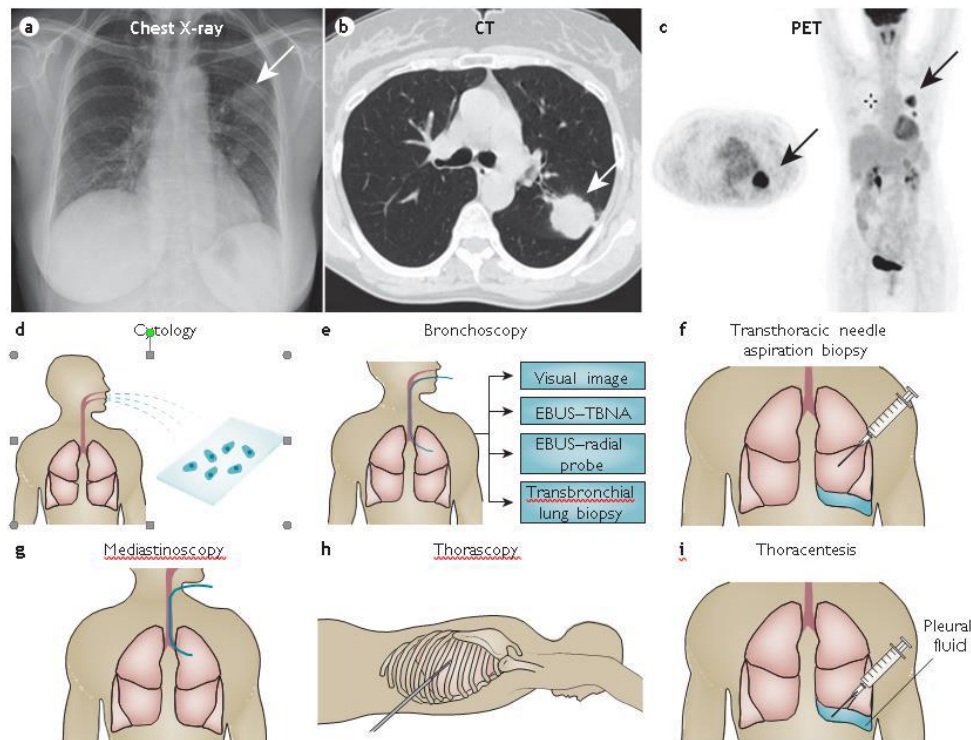 a Chest X-ray
b CT
c PET
d Cytology
e Bronchoscopy
Visual image
EBUS–TBNA
EBUS–radial
probe
Transbronchial
lung biopsy
f Transthoracic needle
aspiration biopsy
g Mediastinoscopy
h Thorascopy
i Thoracentesis
Pleural
fluid